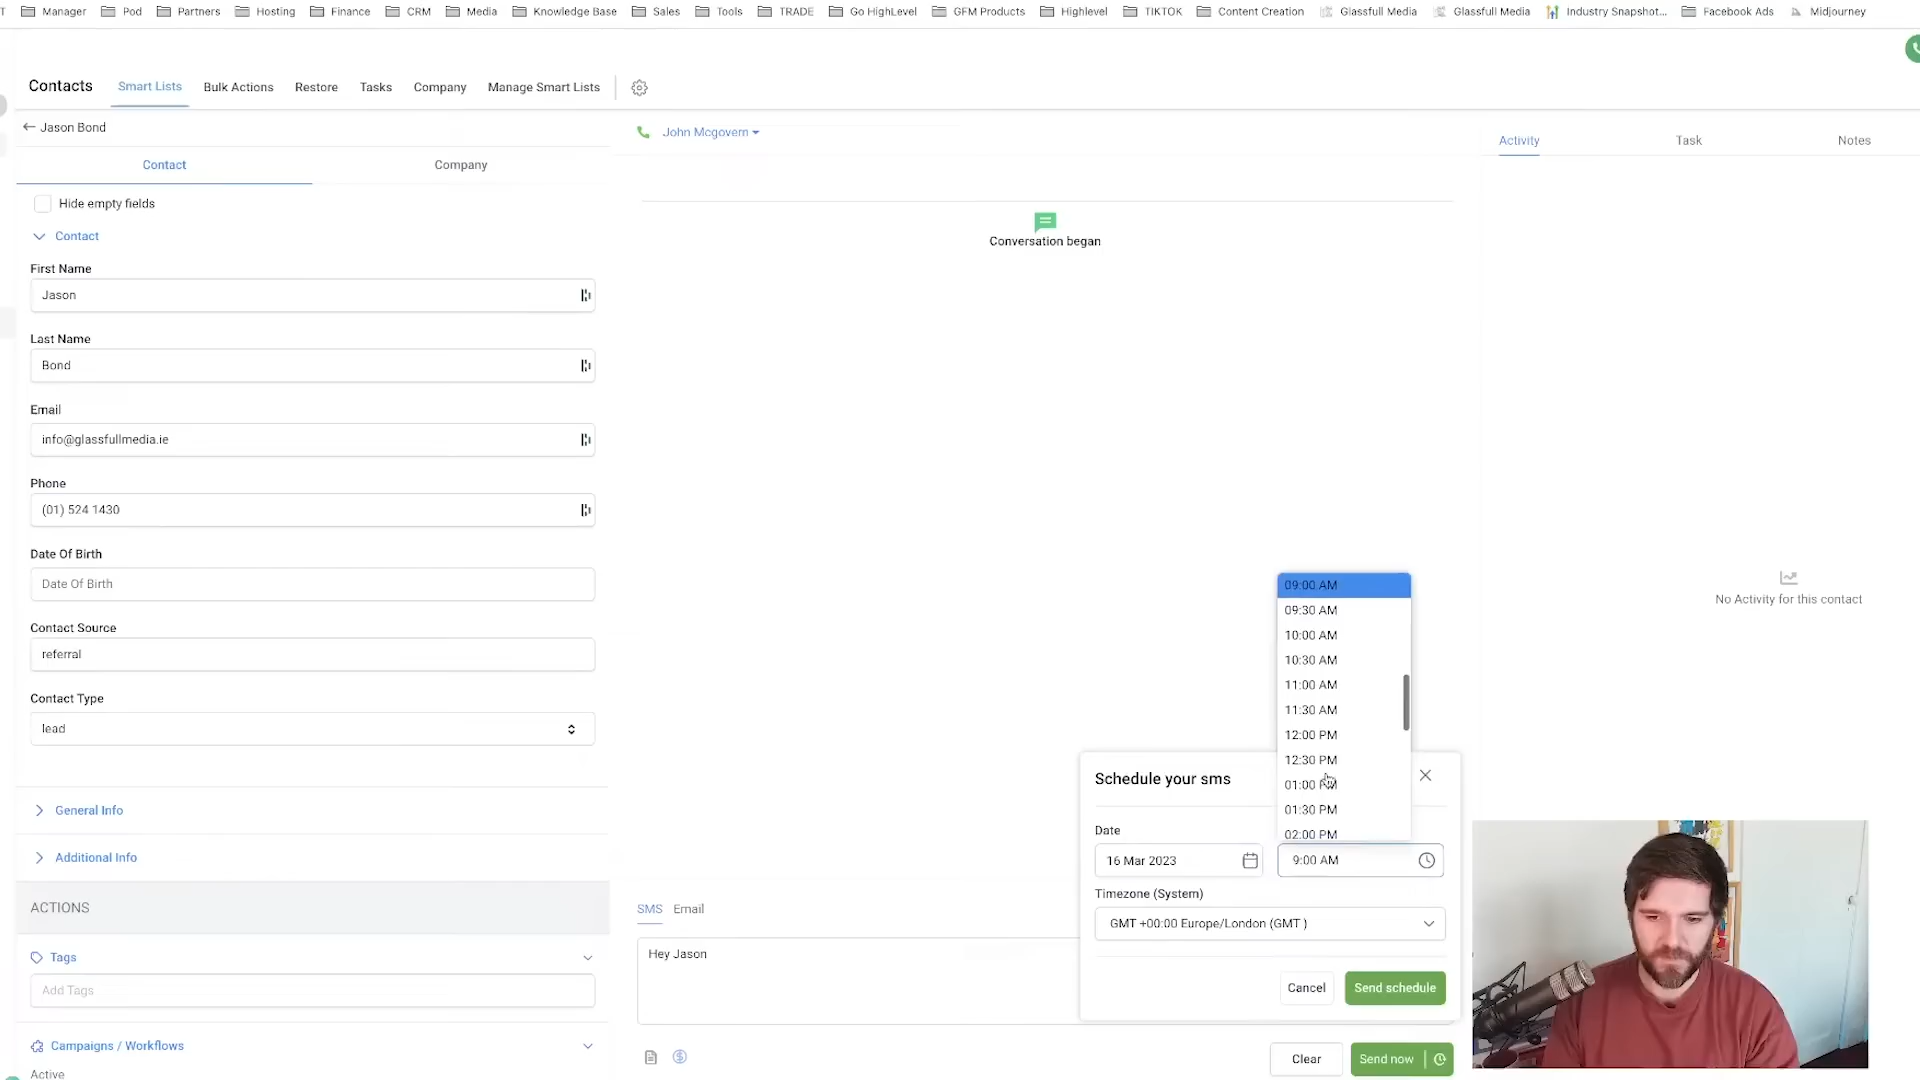 T Manager Pod Partners Hosting Finance CRM Media Knowledge Base Sales Tools TRADE Go HighLevel GFM Products Highlevel TIKTOK Content Creation Glassfull Media Glassfull Media Industry Snapshot... Facebook Ads Midjourney
Contacts Smart Lists Bulk Actions Restore Tasks Company Manage Smart Lists
Jason Bond
John Mcgovern
Activity Task Notes
Contact Company
Hide empty fields
Contact
Conversation began
First Name
Jason
Last Name
Bond
Email
info@glassfullmedia.ie
Phone
(01) 524 1430
Date Of Birth
Date Of Birth
No Activity for this contact
Contact Source
referral
Contact Type
lead
General Info
Additional Info
ACTIONS
Tags
Add Tags
Campaigns / Workflows
Active
09:00 AM
09:30 AM
10:00 AM
10:30 AM
11:00 AM
11:30 AM
12:00 PM
12:30 PM
01:00 PM
01:30 PM
02:00 PM
Schedule your sms
Date
16 Mar 2023
9:00 AM
Timezone (System)
GMT +00:00 Europe/London (GMT )
Cancel Send schedule
SMS Email
Hey Jason
Clear Send now